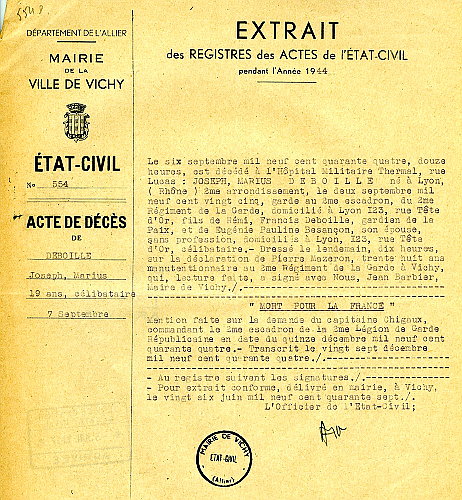 5548
DÉPARTEMENT DE L'ALLIER
MAIRIE
DE LA
VILLE DE VICHY
ÉTAT-CIVIL
No 554
ACTE DE DÉCÈS
DE
DEBOILLE
Joseph, Marius
19 ans, célibataire
7 Septembre
EXTRAIT
des REGISTRES des ACTES de l'ÉTAT-CIVIL
pendant l'Année 1944
Le six septembre mil neuf cent quarante quatre, douze
heures, est décédé à l'Hôpital Militaire Thermal, rue
Lucas : JOSEPH, MARIUS D E B O I L L E né à Lyon,
( Rhône ) 2me arrondissement, le deux septembre mil
neuf cent vingt cinq, garde au 2me escadron, du 2me
Régiment de la Garde, domicilié à Lyon I23, rue Tête
d'Or, fils de Rémi, Francis Deboille, gardien de la
Paix, et de Eugénie Pauline Besançon, son épouse,
sans profession, domiciliés à Lyon, I23, rue Tête
d'Or, célibataire,- Dressé le lendemain, dix heures,
sur la déclaration de Pierre Mazeron, trente huit ans
manutentionnaire au 2me Régiment de la Garde à Vichy,
qui, lecture faite, a signé avec Nous, Jean Barbier,
Maire de Vichy./.
" MORT POUR LA FRANCE "
Mention faite sur la demande du capitaine Chigaux,
commandant le 2me escadron de la 2me Légion de Garde
Républicaine en date du quinze décembre mil neuf cent
quarante quatre.- Transcrit le vingt sept décembre
mil neuf cent quarante quatre./.
- Au registre suivent les signatures./.
- Pour extrait conforme, délivré en mairie, à Vichy,
le vingt six juin mil neuf cent quarante sept./.
L'Officier de l'Etat-Civil;
MAIRIE DE VICHY
ETAT-CIVIL
(Allier)